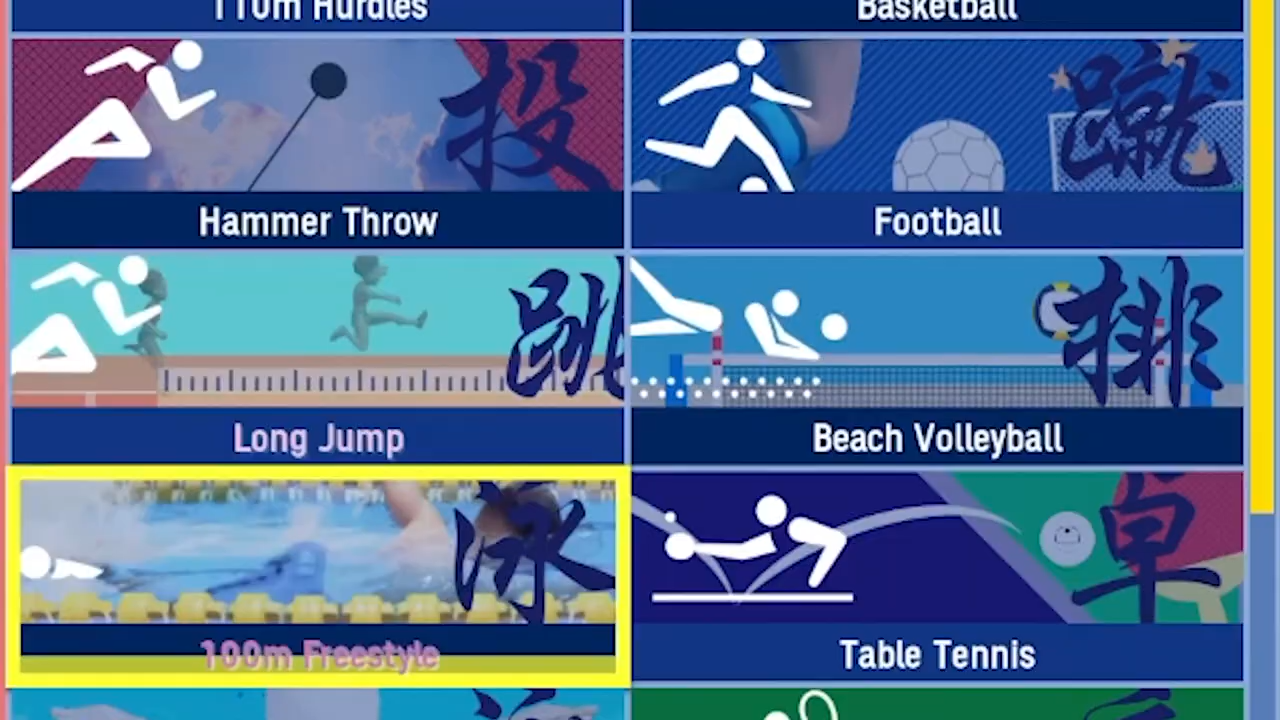 110m Hurdles
Basketball
投
Hammer Throw
蹴
Football
跳
Long Jump
排
Beach Volleyball
泳
100m Freestyle
卓
Table Tennis